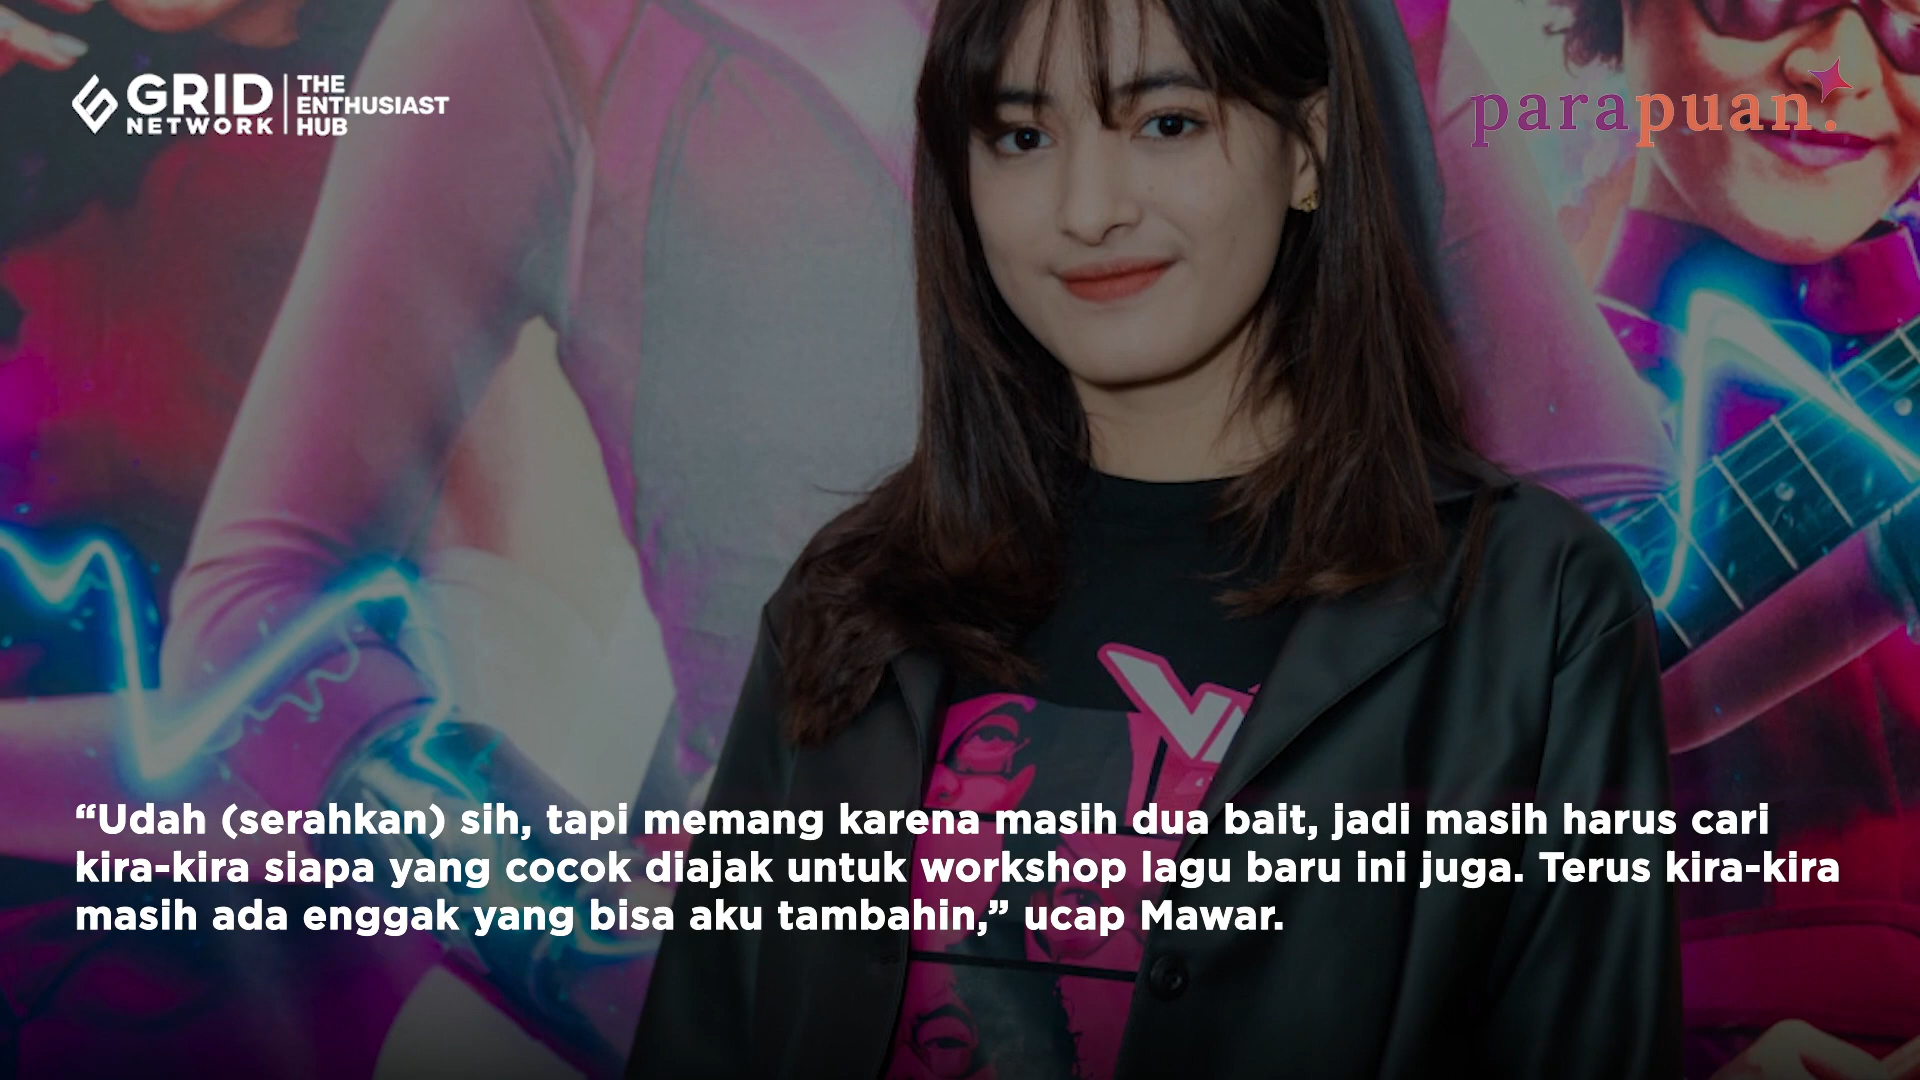 GRID
NETWORK
THE
ENTHUSIAST
HUB
parapuan.
“Udah (serahkan) sih, tapi memang karena masih dua bait, jadi masih harus cari
kira-kira siapa yang cocok diajak untuk workshop lagu baru ini juga. Terus kira-kira
masih ada enggak yang bisa aku tambahin,” ucap Mawar.